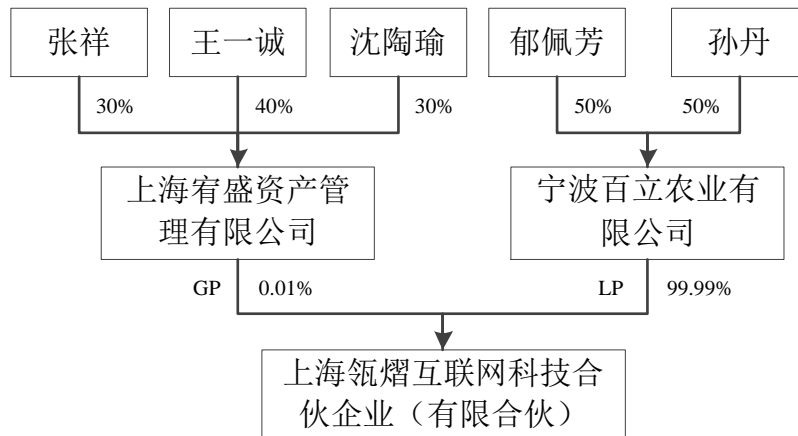 张祥
王一诚
沈陶瑜
郁佩芳
孙丹
30%
40%
30%
50%
50%
上海宥盛资产管
理有限公司
宁波百立农业有
限公司
GP
0.01%
LP
99.99%
上海瓴熠互联网科技合
伙企业（有限合伙）